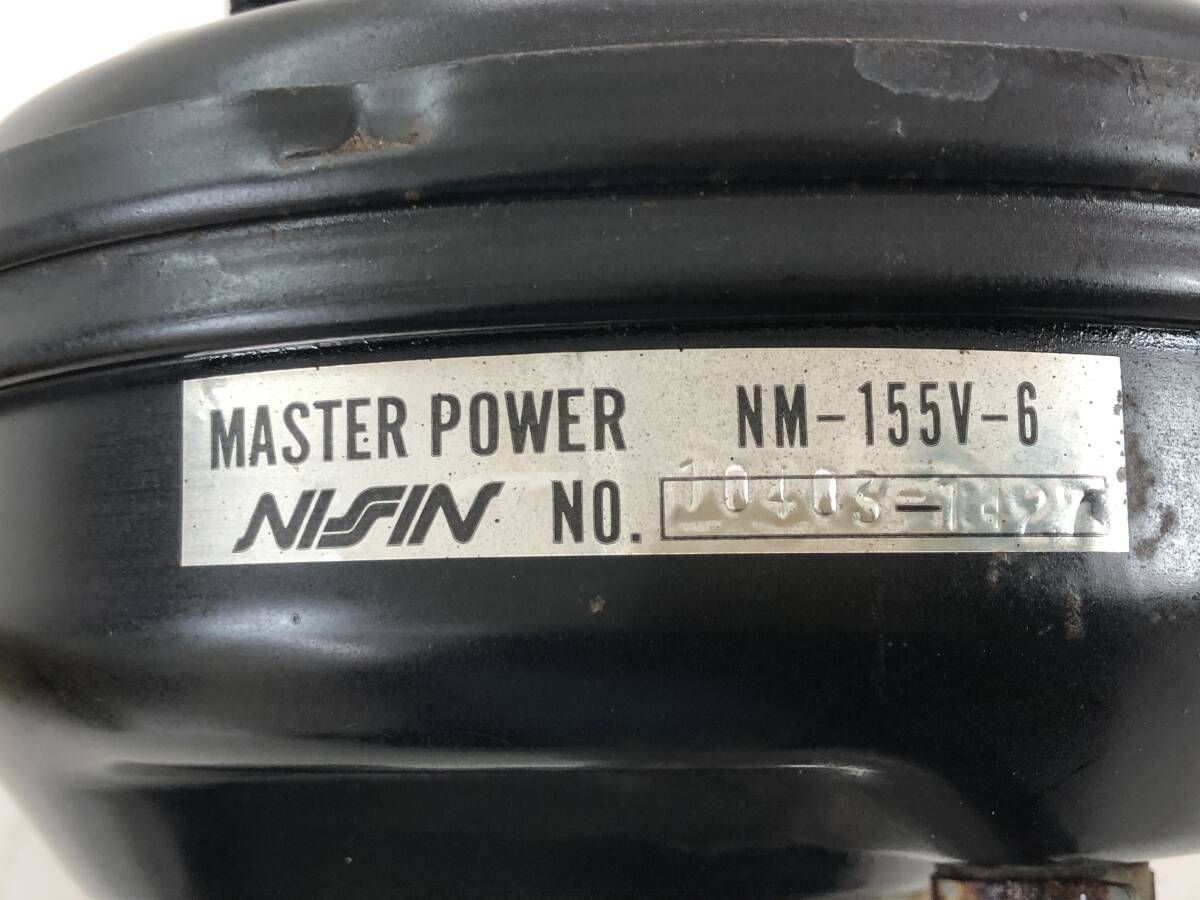 MASTER POWER NM-155V-6
NISSIN NO.